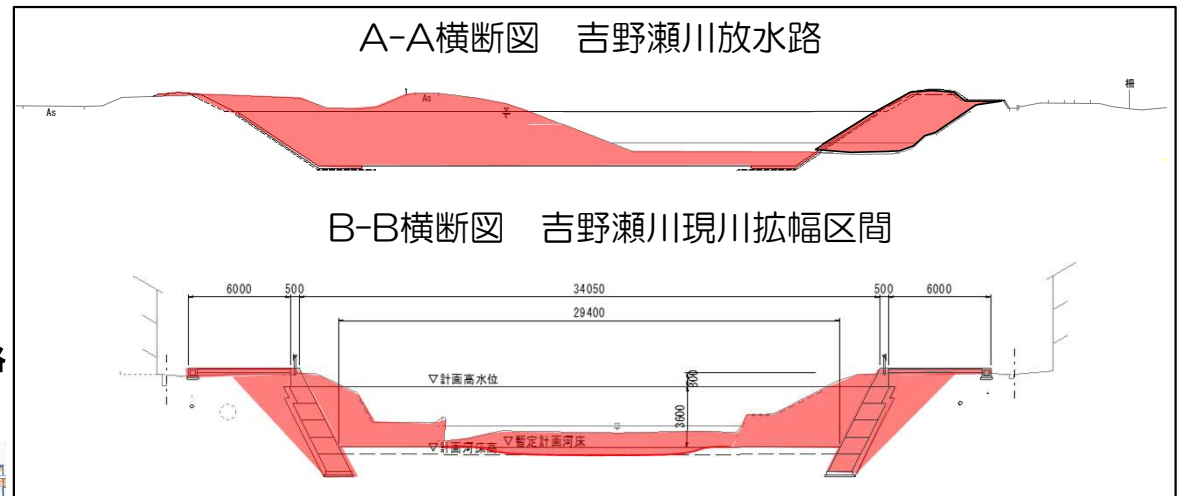 A-A横断図　吉野瀬川放水路
As
As
柵
B-B横断図　吉野瀬川現川拡幅区間
6000
500
34050
500
6000
29400
▽計画高水位
3600
▽暫定計画河床
▽計画河床高
路